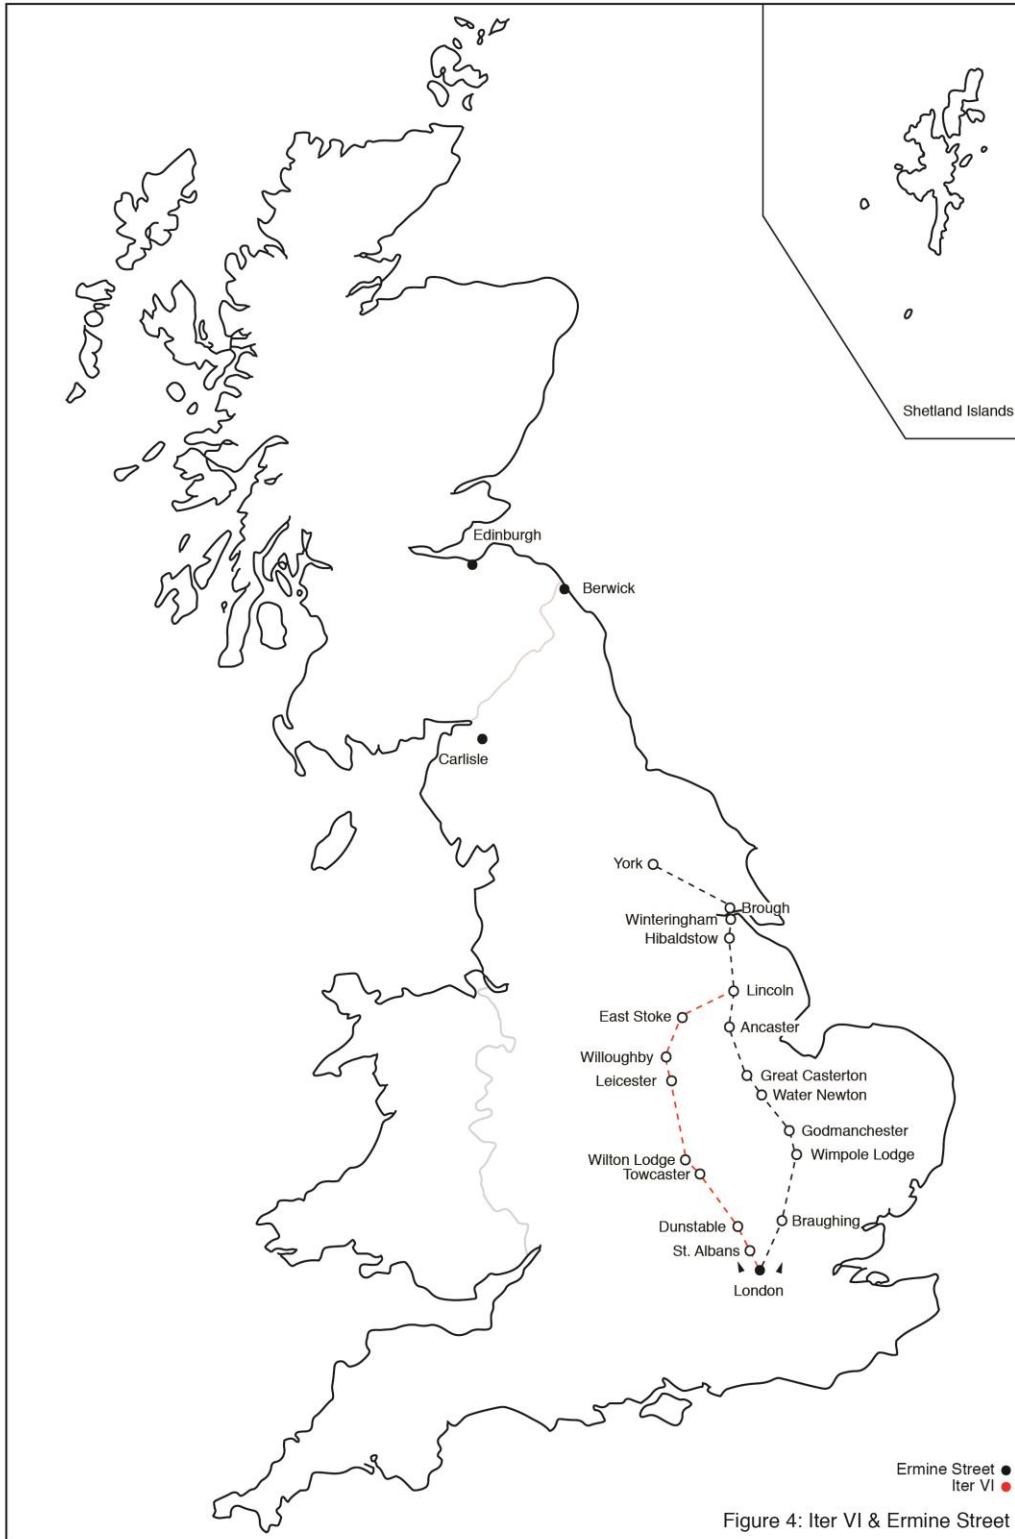 Shetland Islands
Edinburgh
Berwick
Carlisle
York
Brough
Winteringham
Hibaldstow
Lincoln
East Stoke
Ancaster
Willoughby
Leicester
Great Casterton
Water Newton
Godmanchester
Wimpole Lodge
Wilton Lodge
Towcaster
Braughing
Dunstable
St. Albans
London
Ermine Street
Iter VI
Figure 4: Iter VI & Ermine Street